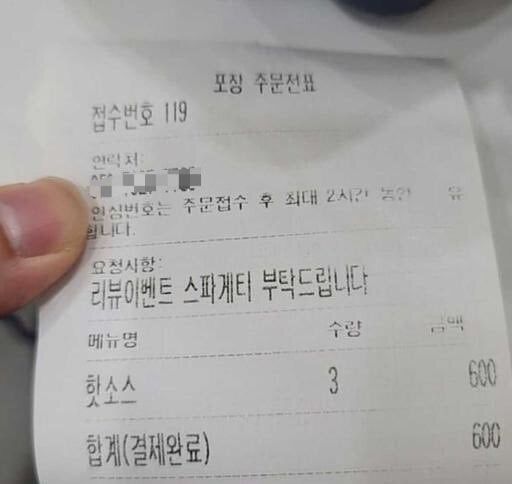 포장 주문전표
접수번호 119
연락처:
안심번호는 주문접수 후 최대 2시간 동안 유
됩니다.
요청사항:
리뷰이벤트 스파게티 부탁드립니다
메뉴명 수량 금액
핫소스 3 600
합계(결제완료) 600